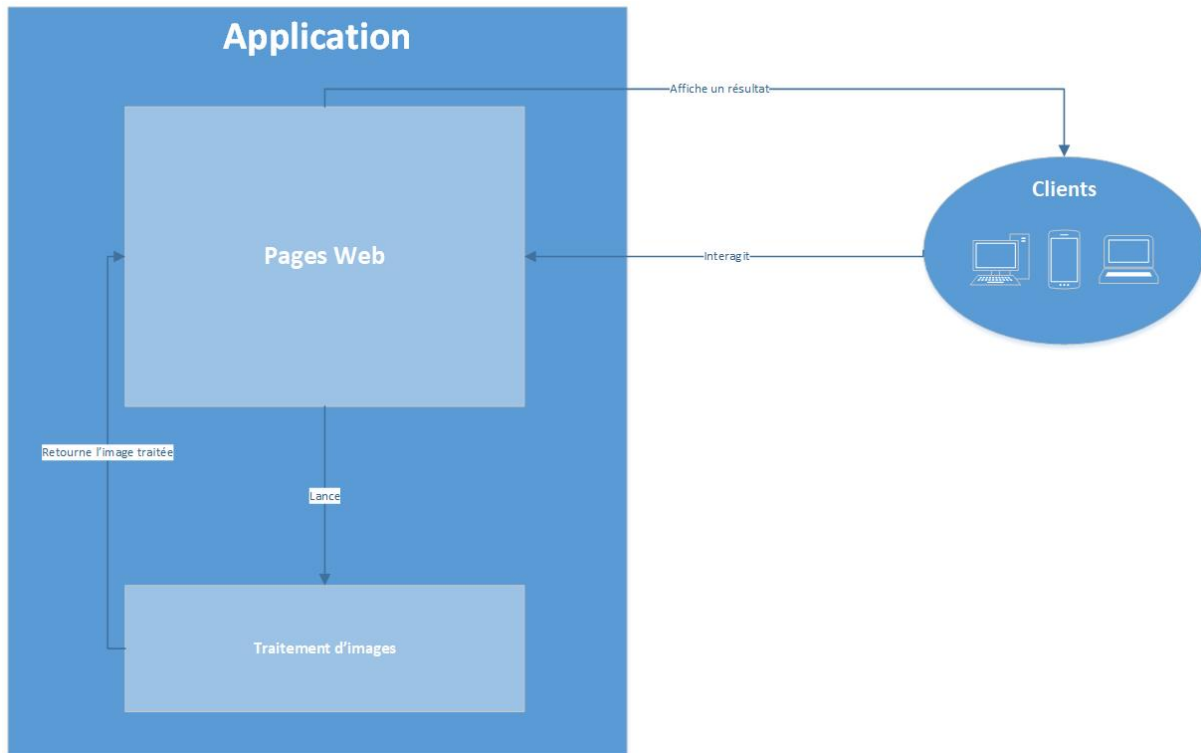 Application
Affiche un résultat
Clients
Pages Web
Interagit
Retourne l'image traitée
Lance
Traitement d'images